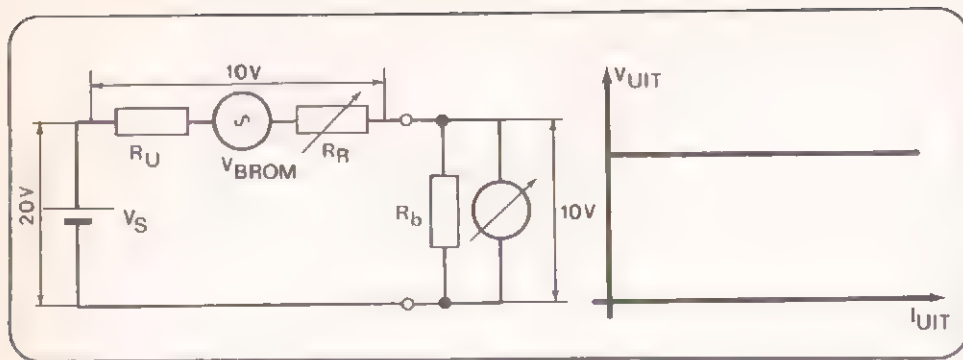 10V
R_U
V_BROM
R_R
20V
V_S
R_b
10V
V_UIT
I_UIT